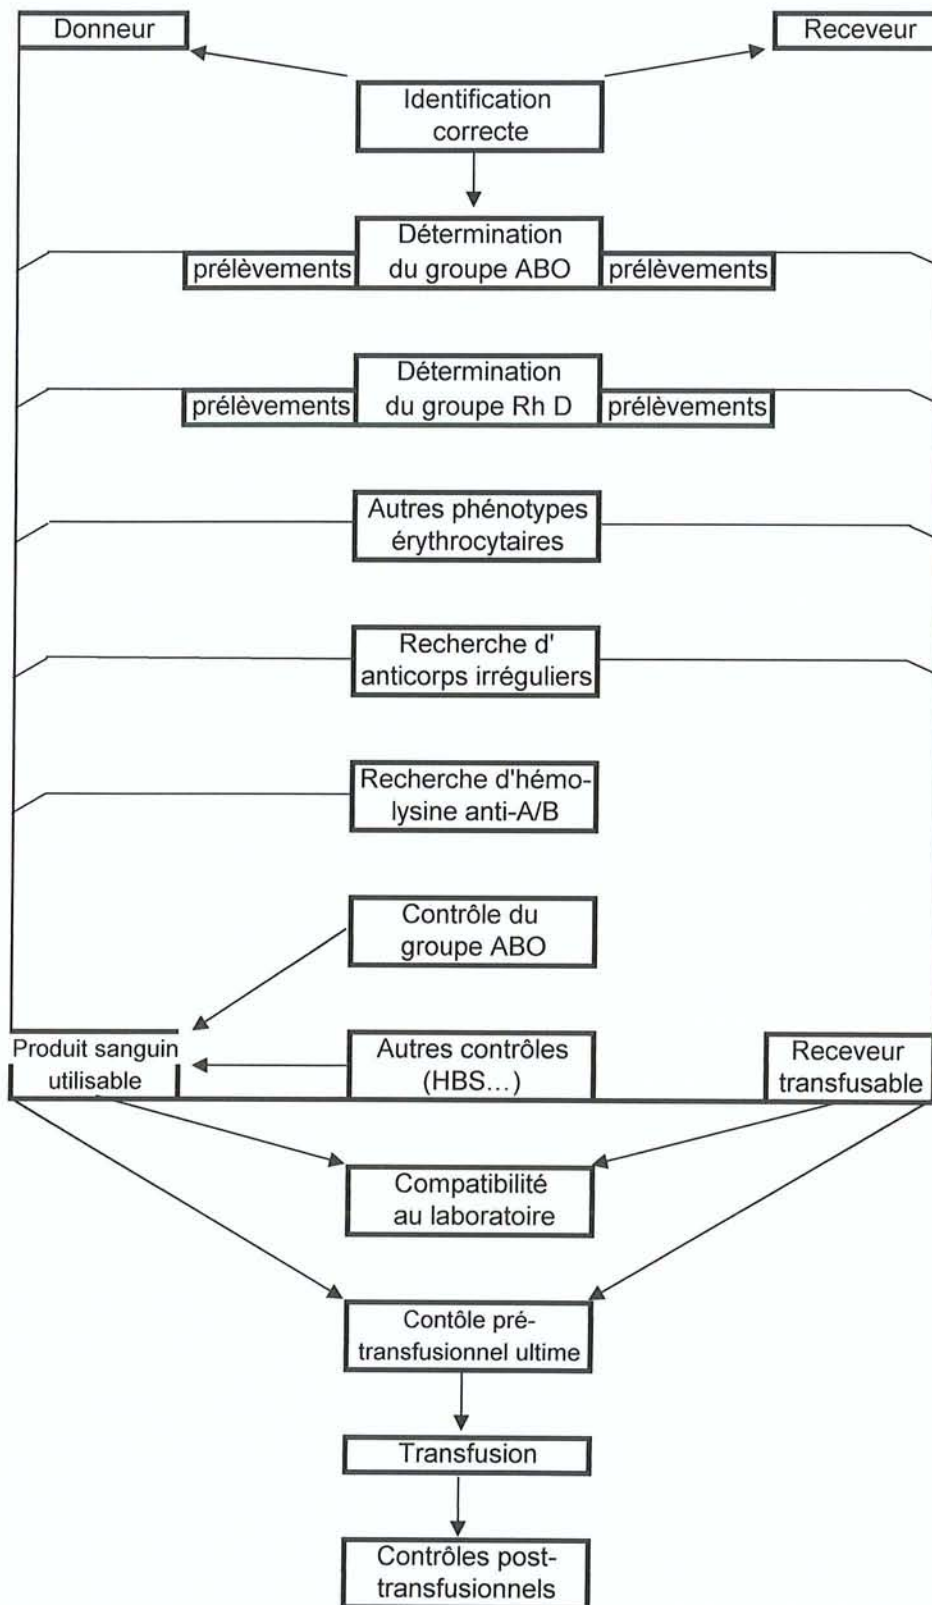 Donneur
Receveur
Identification
correcte
Détermination
du groupe ABO
prélèvements
prélèvements
Détermination
du groupe Rh D
prélèvements
prélèvements
Autres phénotypes
érythrocytaires
Recherche d'
anticorps irréguliers
Recherche d'hémo-
lysine anti-A/B
Contrôle du
groupe ABO
Produit sanguin
utilisable
Autres contrôles
(HBS...)
Receveur
transfusable
Compatibilité
au laboratoire
Contôle pré-
transfusionnel ultime
Transfusion
Contrôles post-
transfusionnels